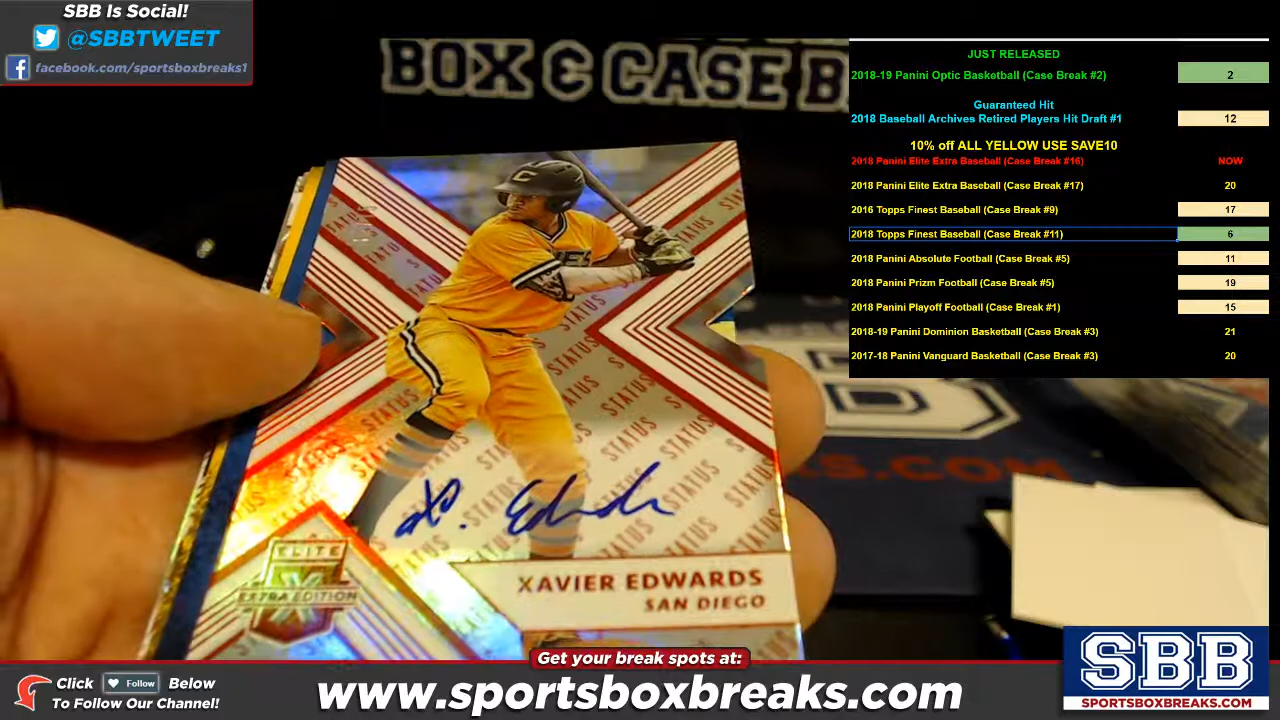 SBB Is Social!
@SBBTWEET
facebook.com/sportsboxbreaks1
BOX & CASE B
JUST RELEASED
2018-19 Panini Optic Basketball (Case Break #2) 2
Guaranteed Hit
2018 Baseball Archives Retired Players Hit Draft #1 12
10% off ALL YELLOW USE SAVE10
2018 Panini Elite Extra Baseball (Case Break #16) NOW
2018 Panini Elite Extra Baseball (Case Break #17) 20
2016 Topps Finest Baseball (Case Break #9) 17
2018 Topps Finest Baseball (Case Break #11) 6
2018 Panini Absolute Football (Case Break #5) 11
2018 Panini Prizm Football (Case Break #5) 19
2018 Panini Playoff Football (Case Break #1) 15
2018-19 Panini Dominion Basketball (Case Break #3) 21
2017-18 Panini Vanguard Basketball (Case Break #3) 20
C
STATUS STATUS STATUS STATUS
X. Edwards
ELITE
EXTRA EDITION
XAVIER EDWARDS
SAN DIEGO
S.COM
Get your break spots at:
Click Follow Below
To Follow Our Channel!
www.sportsboxbreaks.com
SBB
SPORTSBOXBREAKS.COM